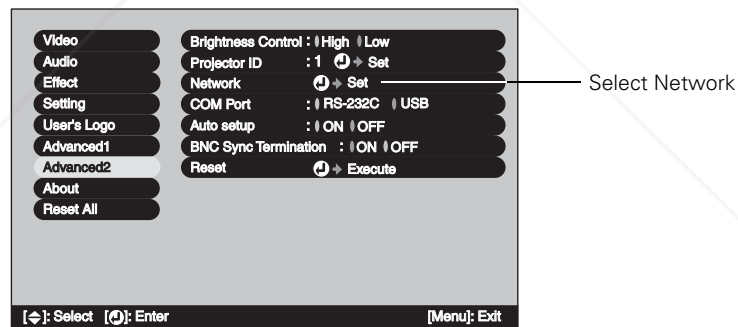 Video
Audio
Effect
Setting
User's Logo
Advanced1
Advanced2
About
Reset All
Brightness Control : High Low
Projector ID : 1 Set
Network Set
COM Port : RS-232C USB
Auto setup : ON OFF
BNC Sync Termination : ON OFF
Reset Execute
Select Network
[ ]: Select [ ]: Enter [Menu]: Exit